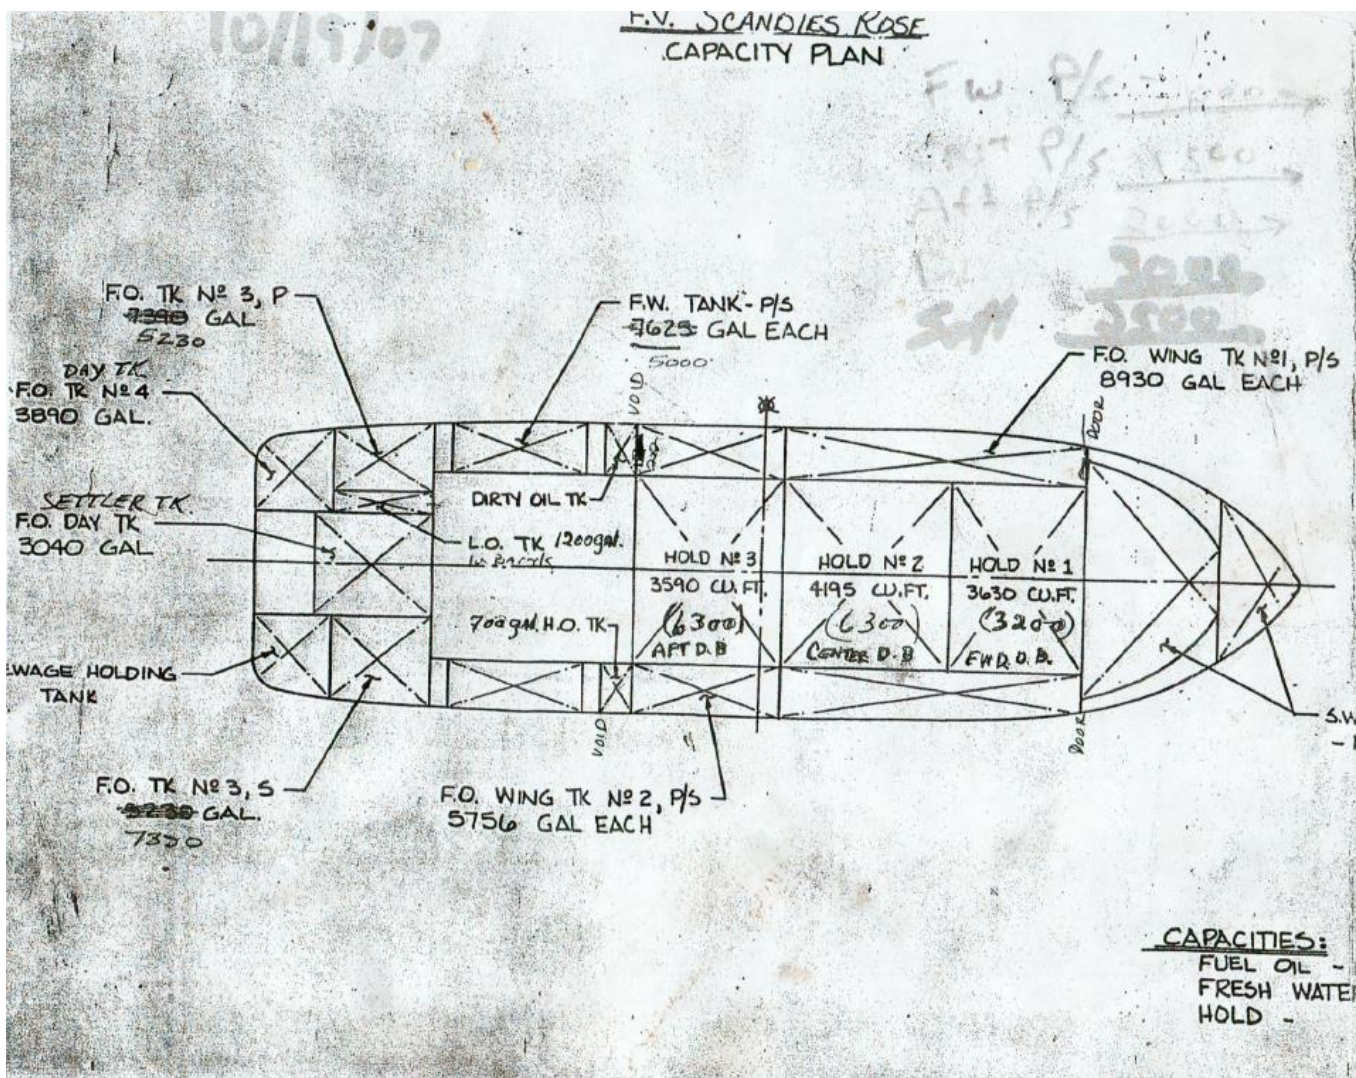 10/19/07
F.V. SCANDIES ROSE
CAPACITY PLAN
FW P/S
P/S 1500
Aft P/S
F.O. TK Nº 3, P
7390 GAL
5230
F.W. TANK - P/S
7625 GAL EACH
5000
F.O. WING TK Nº1, P/S
8930 GAL EACH
DAY TK
F.O. TK Nº 4
3890 GAL.
VOID
DOOR
SETTLER TK.
F.O. DAY TK
3040 GAL
DIRTY OIL TK
L.O. TK 1200gal.
HOLD Nº 3
3590 CU.FT.
(6300)
AFT D.B
HOLD Nº 2
4195 CU.FT.
(6300)
CENTER D.B
HOLD Nº 1
3630 CU.FT.
(3200)
FWD. D.B.
700 gal. H.O. TK
EWAGE HOLDING
TANK
VOID
DOOR
S.W
F.O. TK Nº 3, S
GAL.
F.O. WING TK Nº 2, P/S
5756 GAL EACH
CAPACITIES:
FUEL OIL -
FRESH WATER
HOLD -